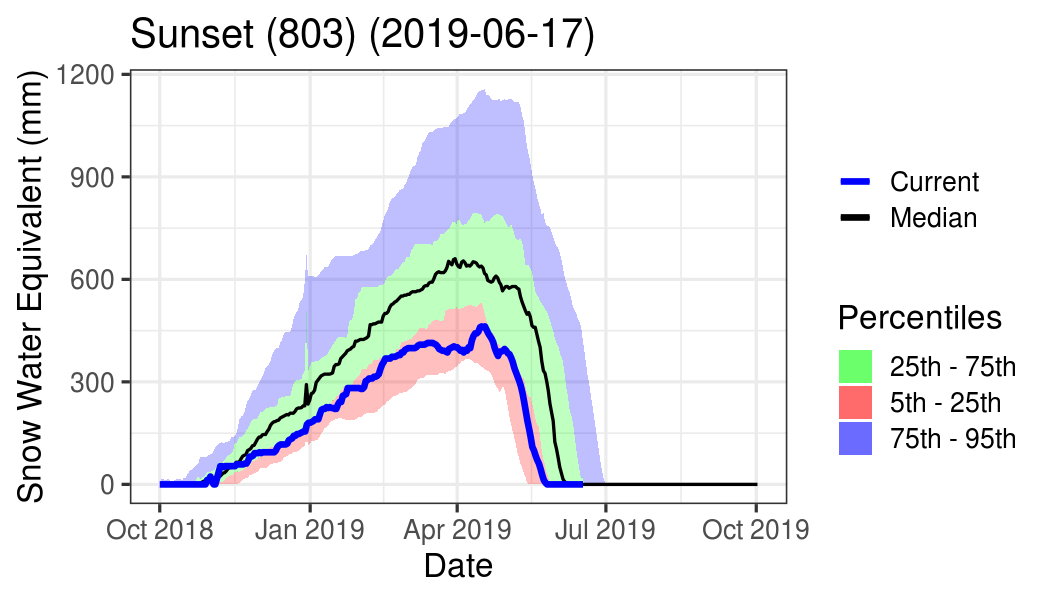 Sunset (803) (2019-06-17)
Snow Water Equivalent (mm)
1200
900
600
300
0
Oct 2018
Jan 2019
Apr 2019
Jul 2019
Oct 2019
Date
Current
Median
Percentiles
25th - 75th
5th - 25th
75th - 95th